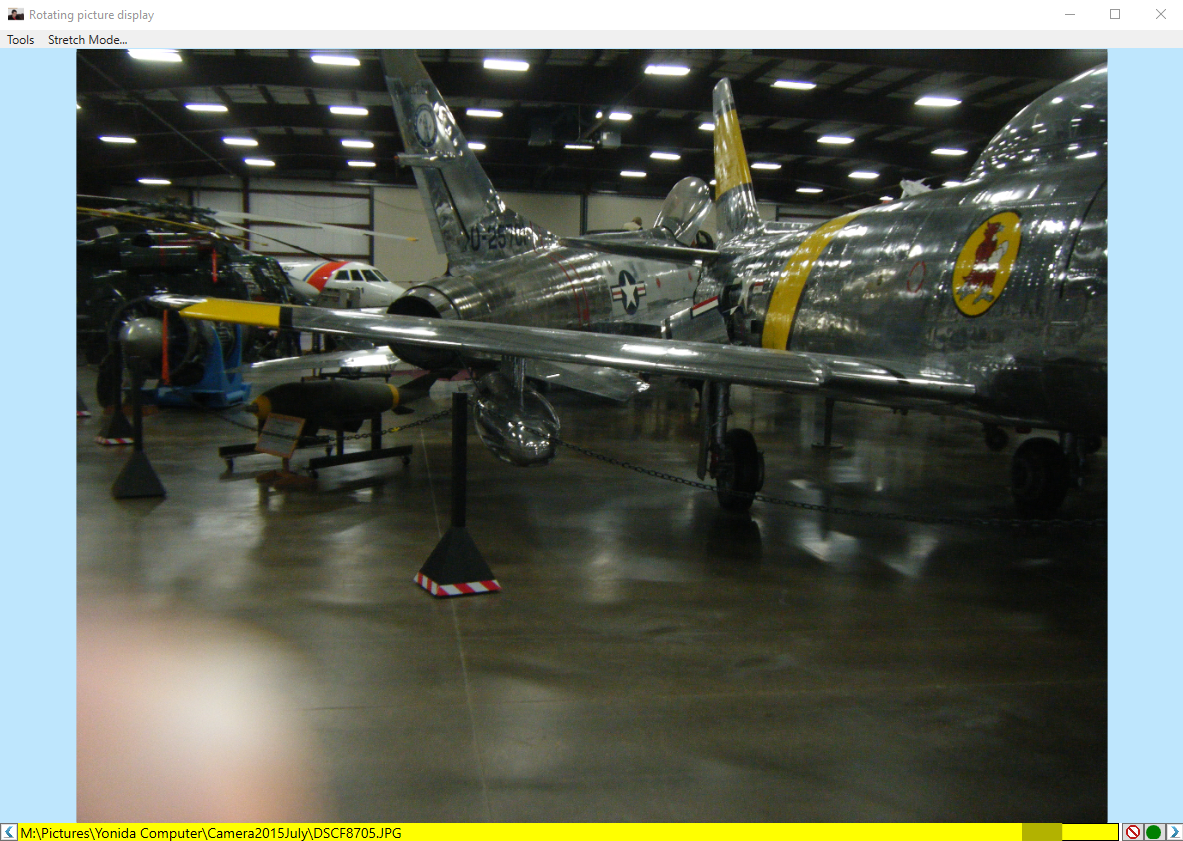 Rotating picture display
Tools Stretch Mode...
M:\Pictures\Yonida Computer\Camera2015July\DSCF8705.JPG